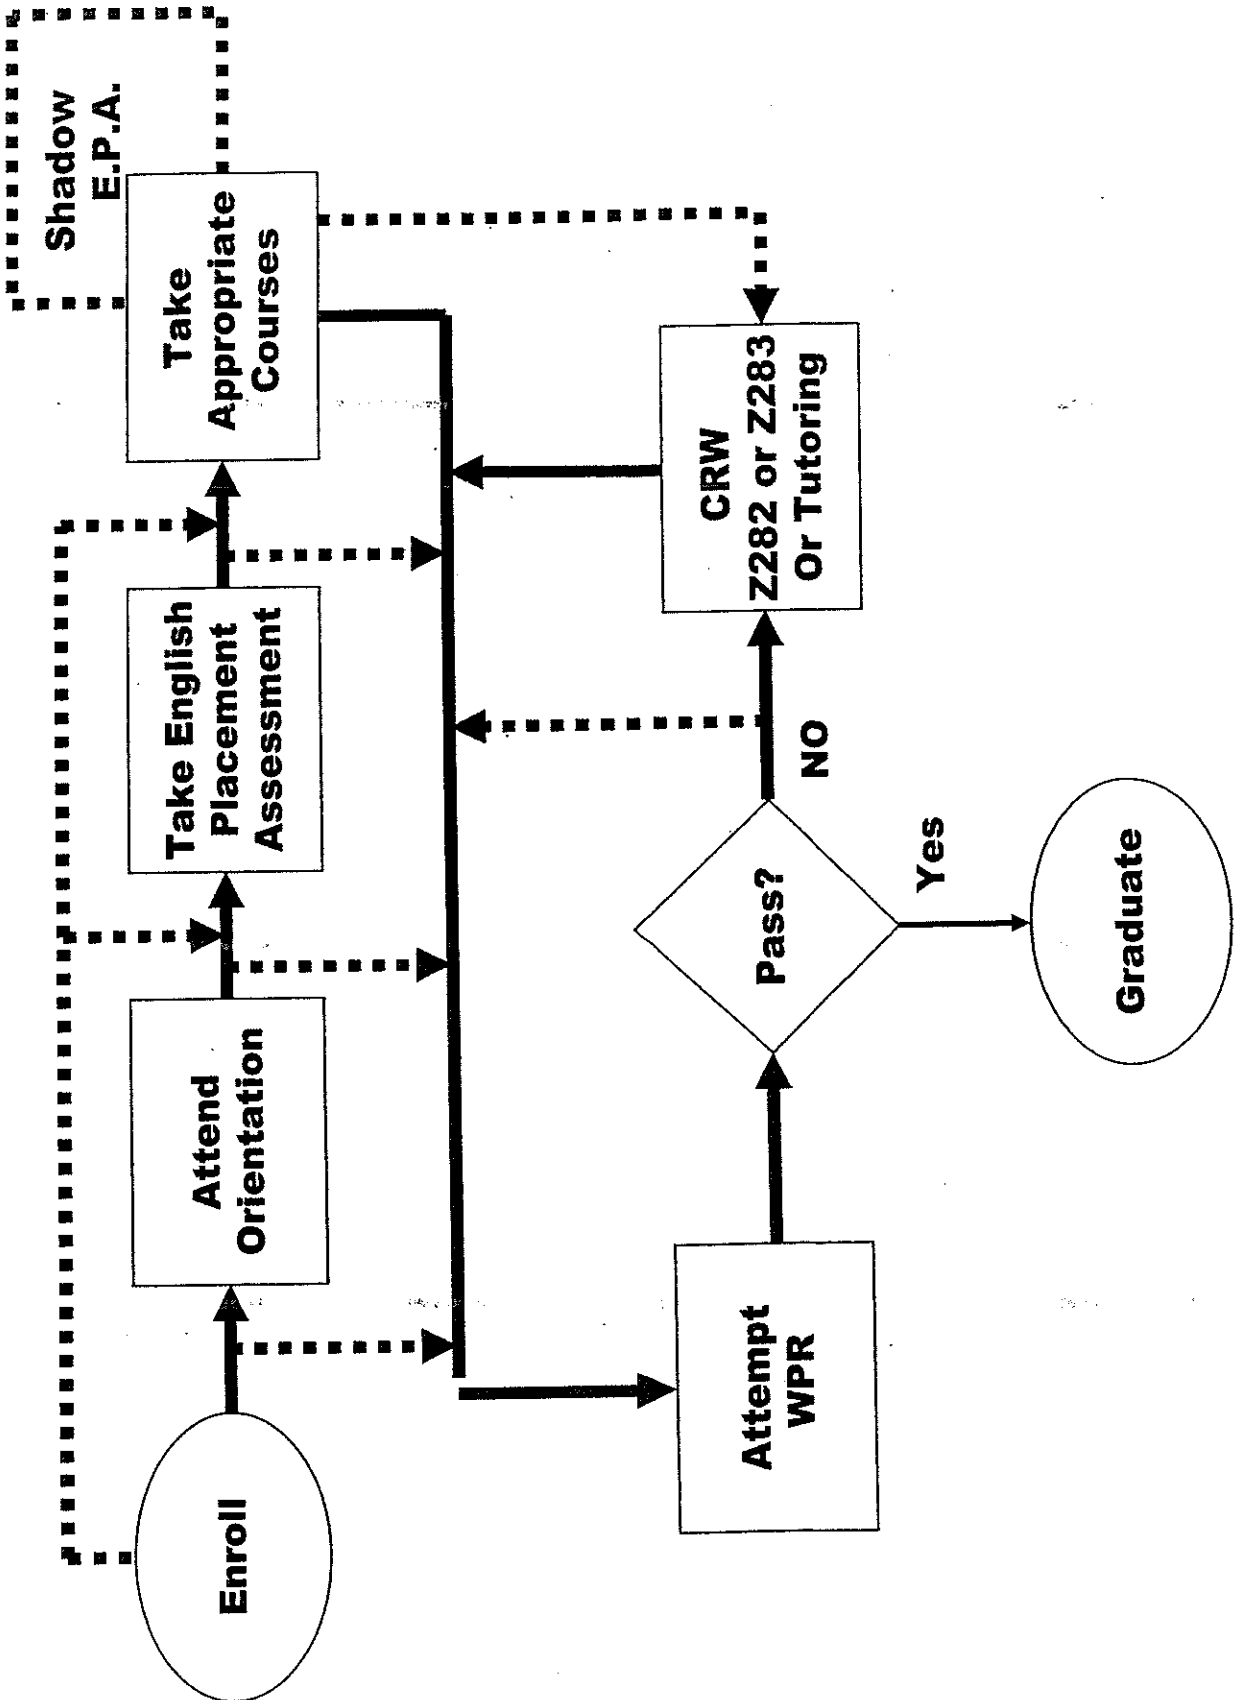 Enroll
Attend
Orientation
Take English
Placement
Assessment
Take
Appropriate
Courses
Shadow
E.P.A.
Attempt
WPR
Pass?
NO
CRW
Z282 or Z283
Or Tutoring
Yes
Graduate